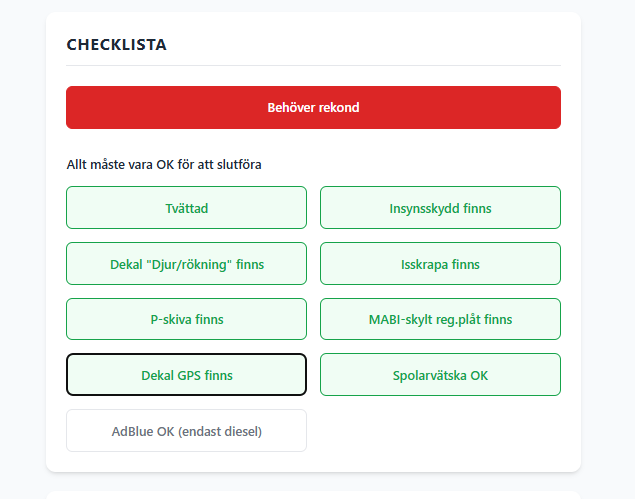 CHECKLISTA
Behöver rekond
Allt måste vara OK för att slutföra
Tvättad
Insynsskydd finns
Dekal "Djur/rökning" finns
Isskrapa finns
P-skiva finns
MABI-skylt reg.plåt finns
Dekal GPS finns
Spolarvätska OK
AdBlue OK (endast diesel)